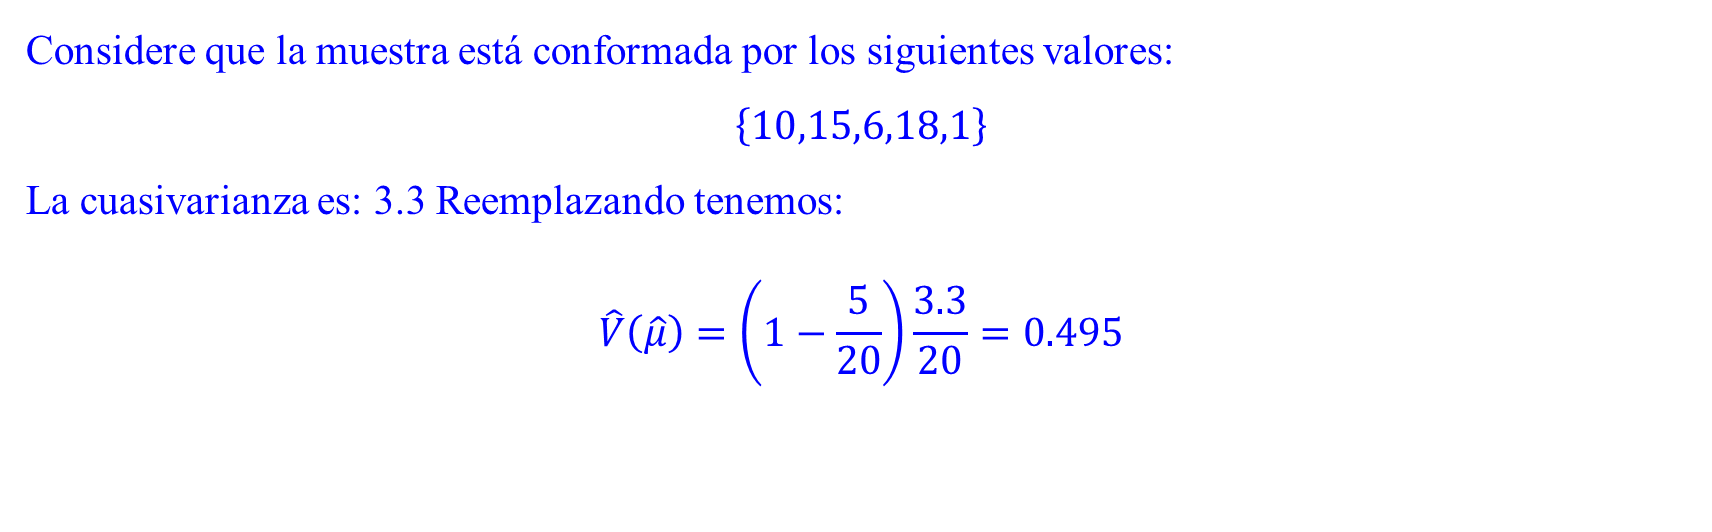 Considere que la muestra está conformada por los siguientes valores:
{10,15,6,18,1}
La cuasivarianza es: 3.3 Reemplazando tenemos:
V̂(μ̂) = (1 − 5/20) 3.3/20 = 0.495